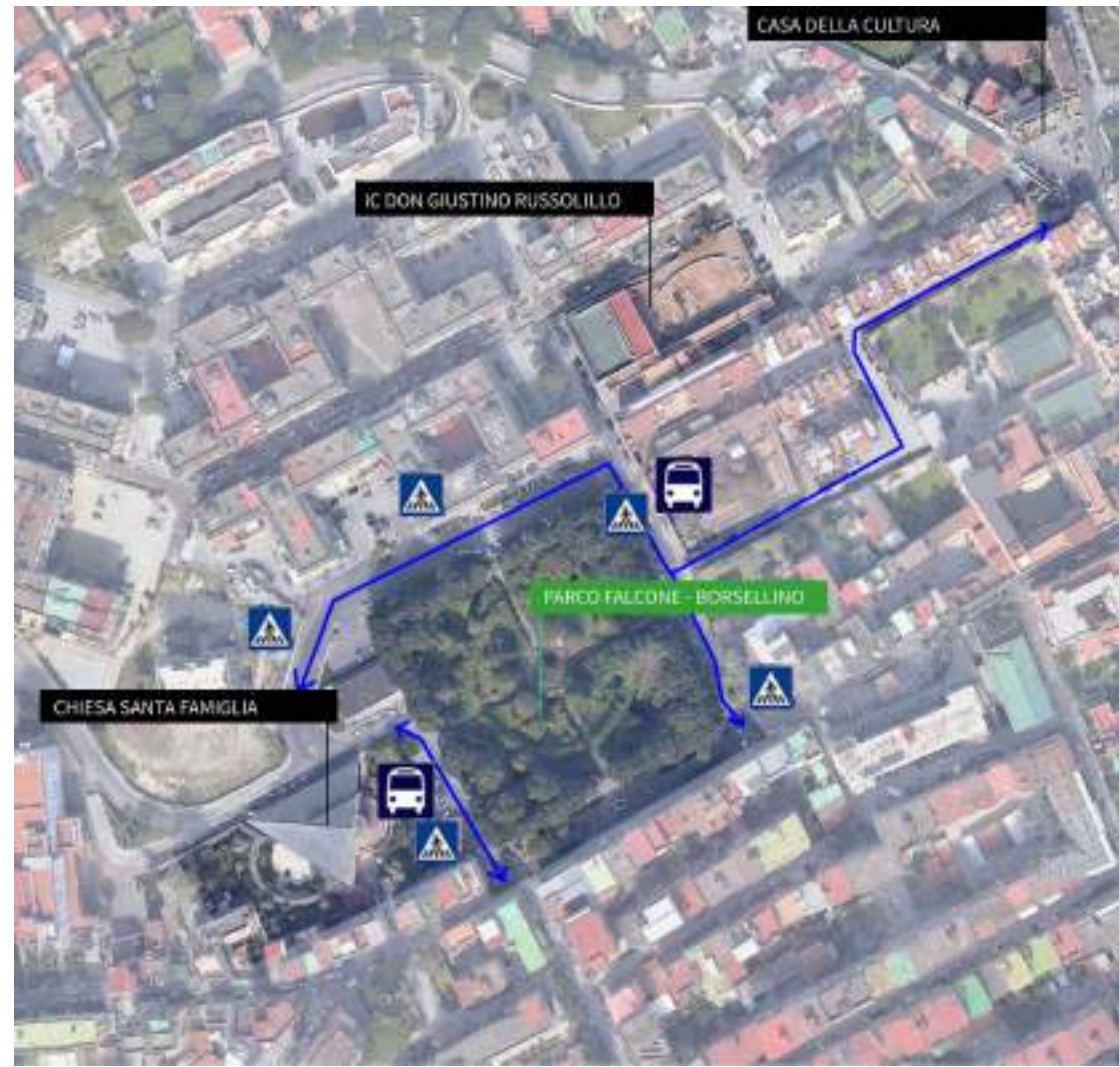 CASA DELLA CULTURA
IC DON GIUSTINO RUSSOLILLO
PARCO FALCONE - BORSELLINO
CHIESA SANTA FAMIGLIA